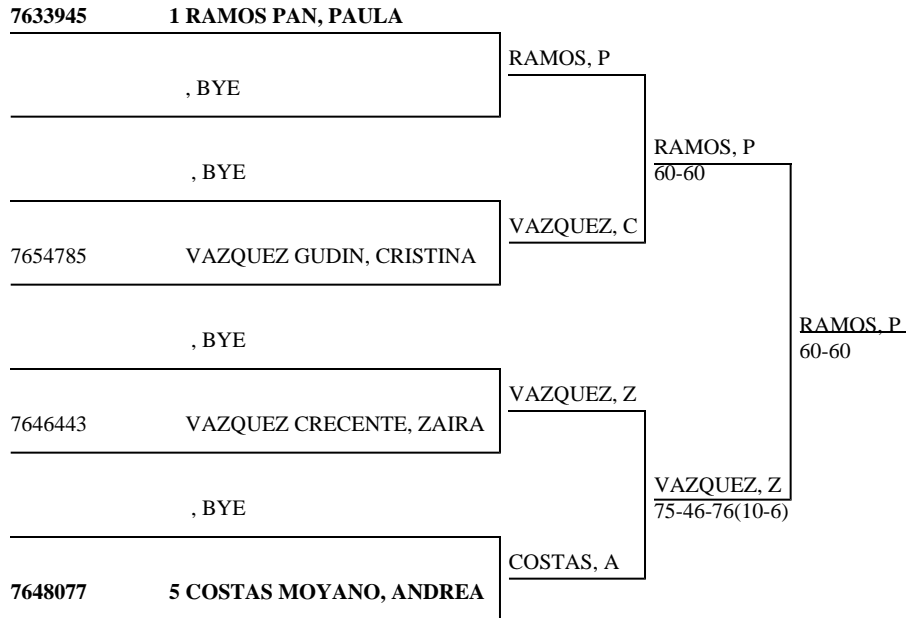 7633945 1 RAMOS PAN, PAULA
RAMOS, P
, BYE
RAMOS, P
60-60
, BYE
VAZQUEZ, C
7654785 VAZQUEZ GUDIN, CRISTINA
RAMOS, P
60-60
, BYE
VAZQUEZ, Z
7646443 VAZQUEZ CRECENTE, ZAIRA
VAZQUEZ, Z
75-46-76(10-6)
, BYE
COSTAS, A
7648077 5 COSTAS MOYANO, ANDREA